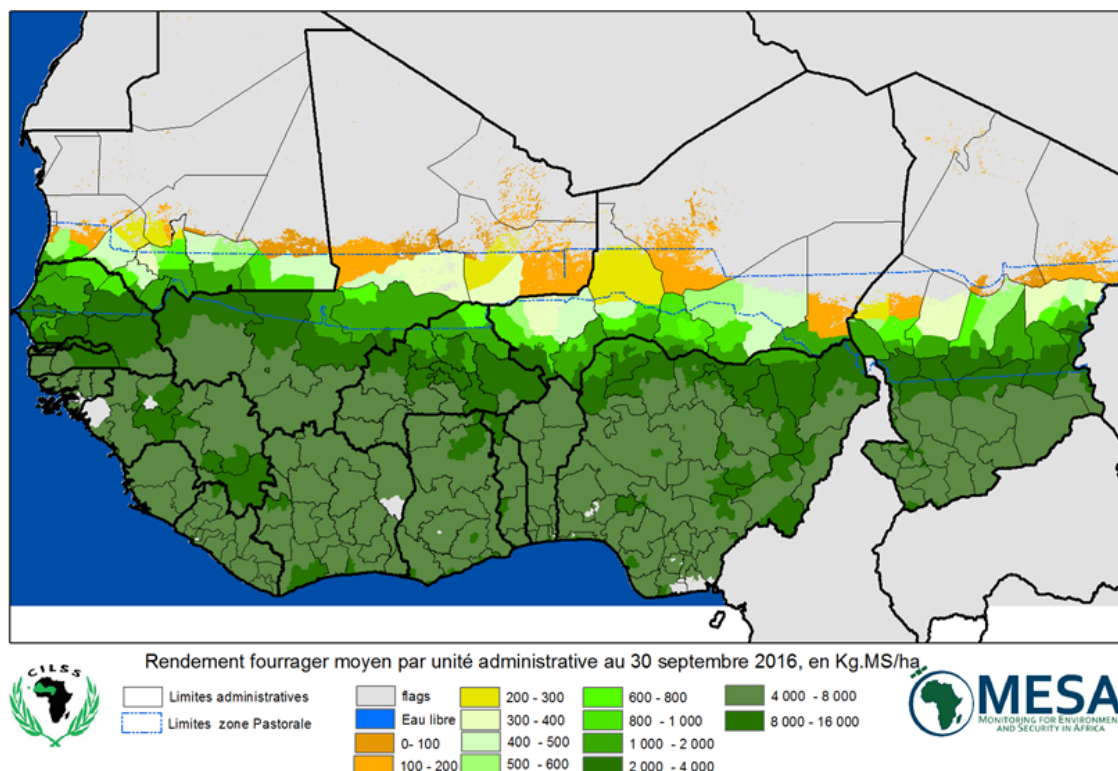 Rendement fourrager moyen par unité administrative au 30 septembre 2016, en Kg.MS/ha
CILSS
Limites administratives
Limites zone Pastorale
flags
Eau libre
0- 100
100 - 200
200 - 300
300 - 400
400 - 500
500 - 600
600 - 800
800 - 1 000
1 000 - 2 000
2 000 - 4 000
4 000 - 8 000
8 000 - 16 000
MESA
MONITORING FOR ENVIRONMENT
AND SECURITY IN AFRICA